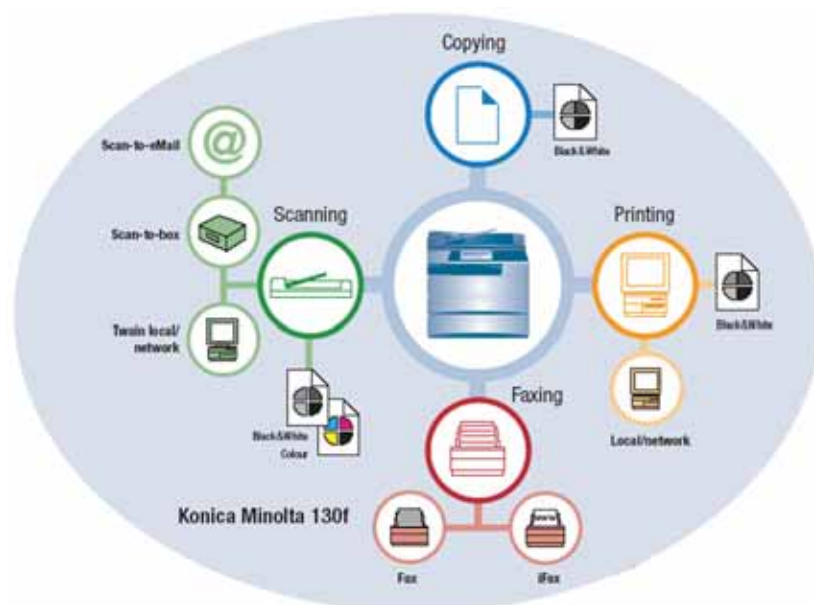 Copying
Black&White
Scan-to-eMail
Scan-to-box
Scanning
Twain local/
network
Black&White
Colour
Printing
Black&White
Local/network
Faxing
Konica Minolta 130f
Fax
iFax